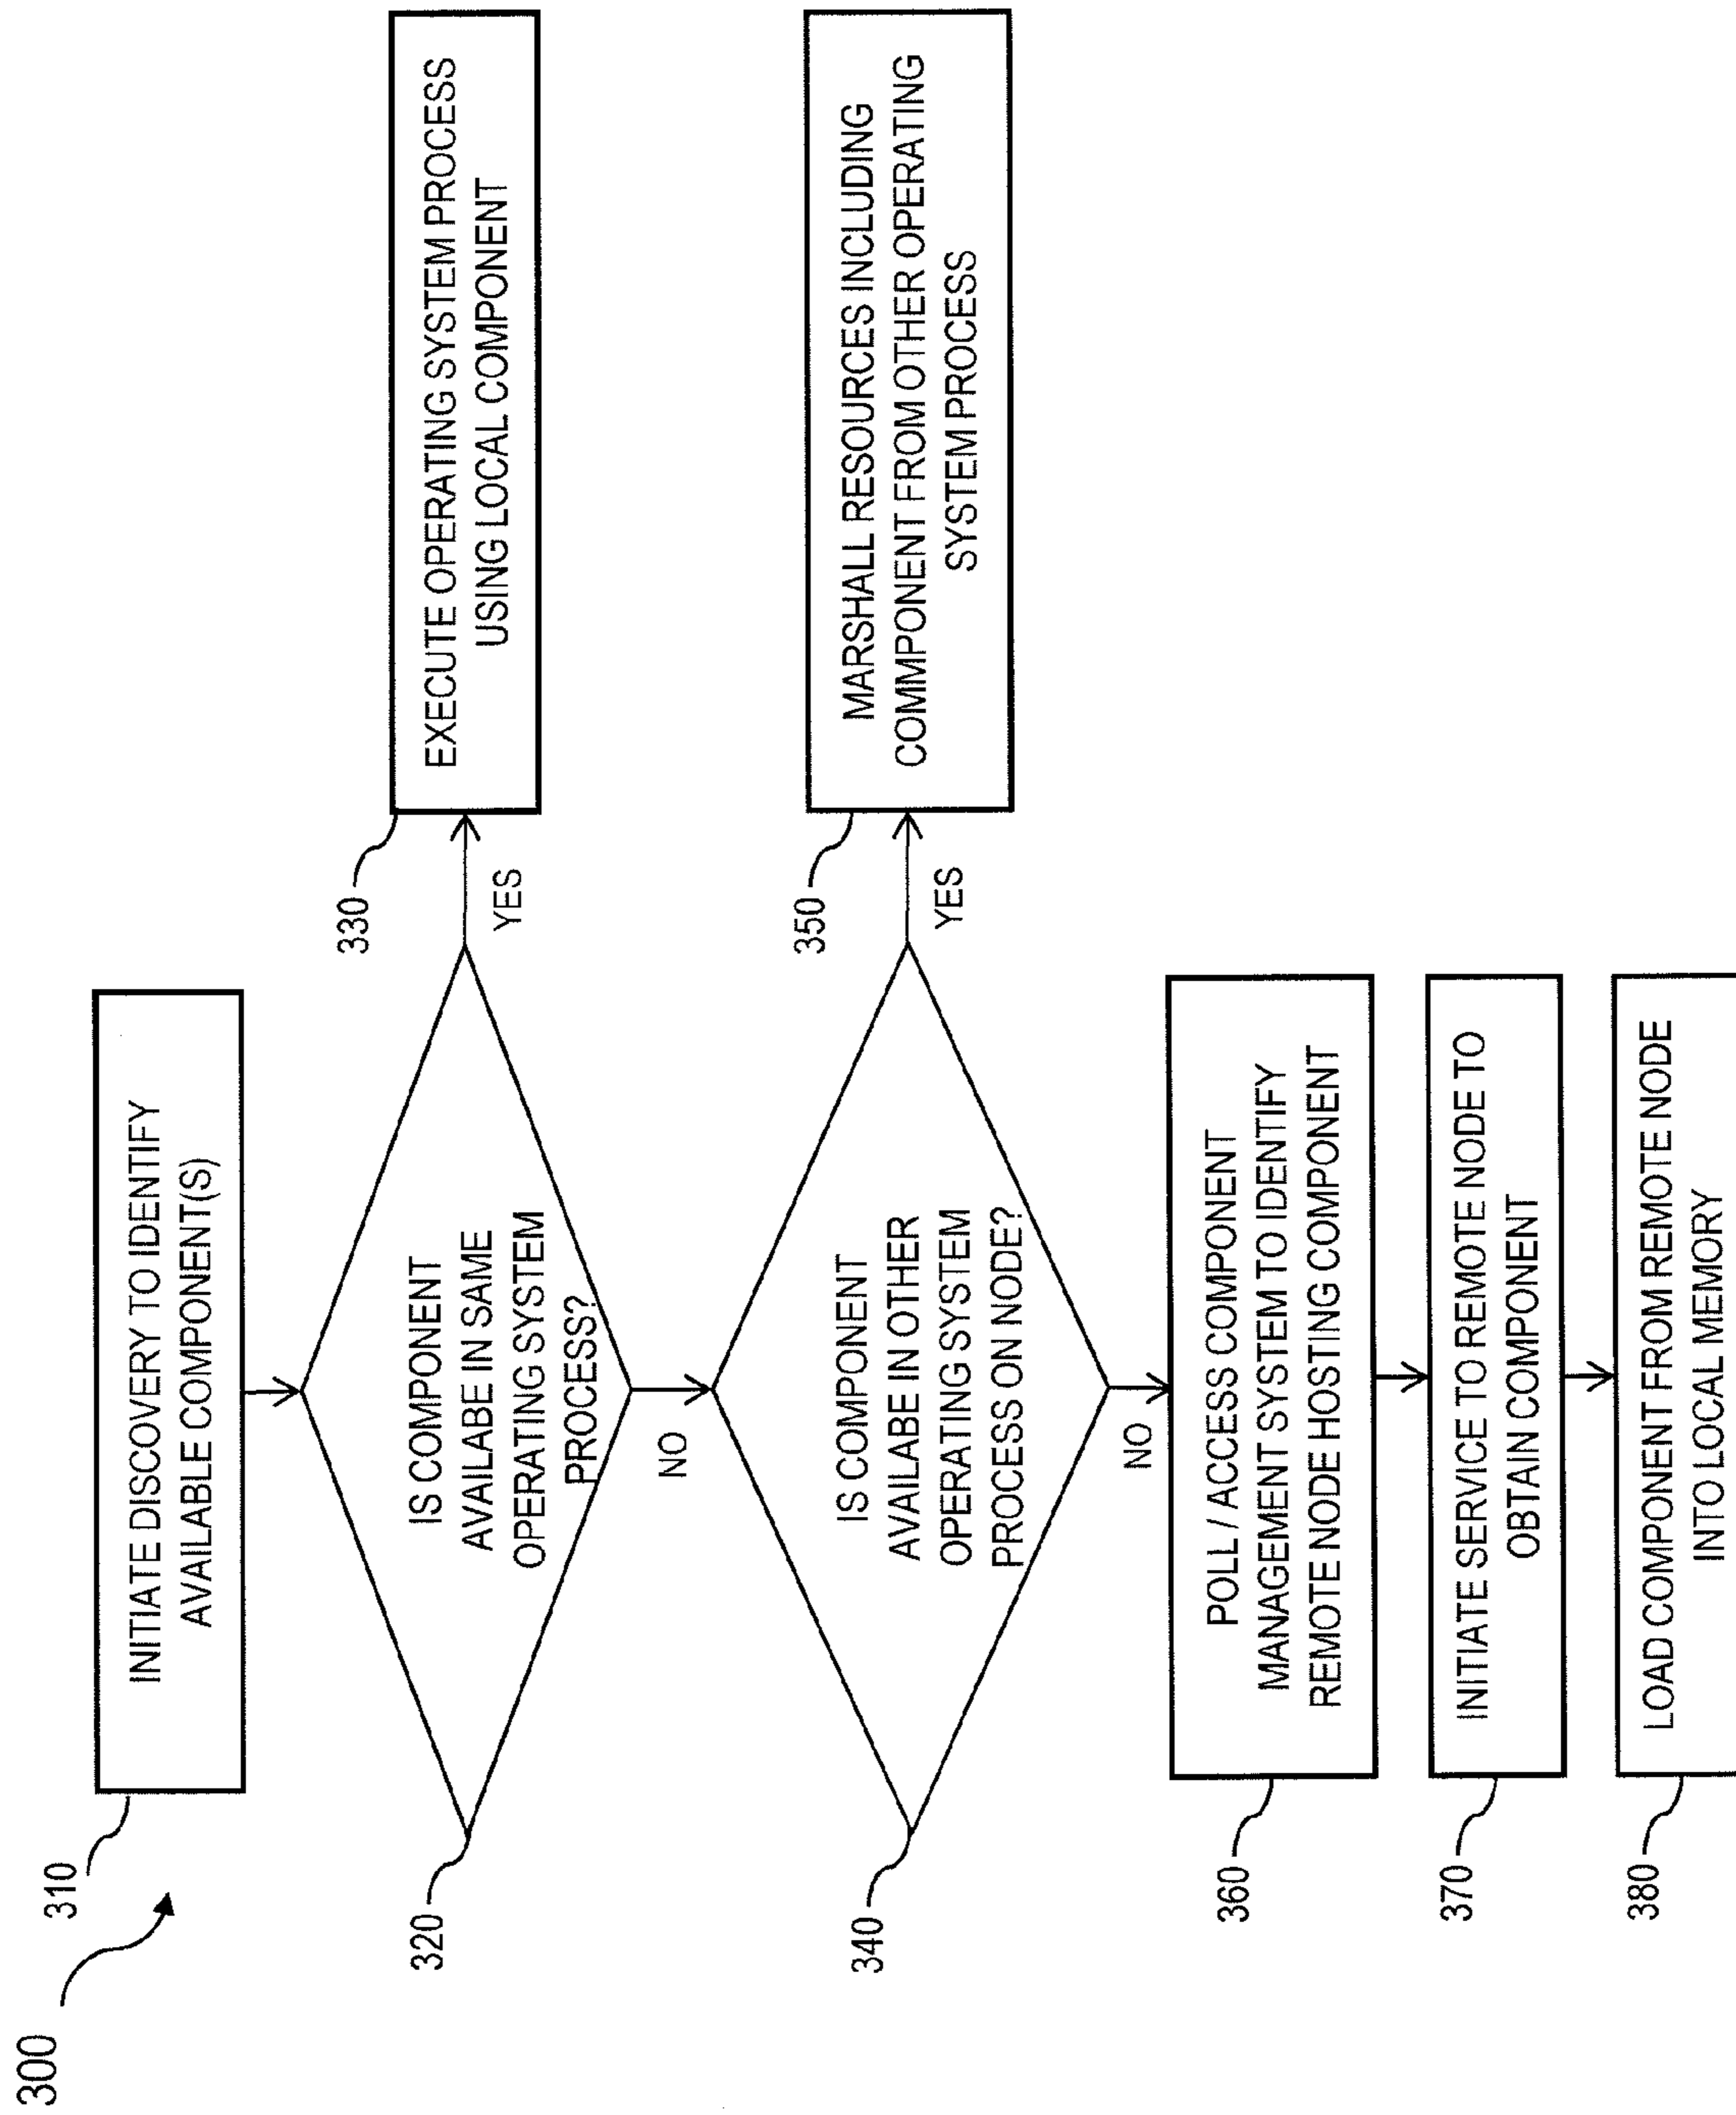 300
310
INITIATE DISCOVERY TO IDENTIFY
AVAILABLE COMPONENT(S)
320
IS COMPONENT
AVAILABE IN SAME
OPERATING SYSTEM
PROCESS?
YES
330
EXECUTE OPERATING SYSTEM PROCESS
USING LOCAL COMPONENT
NO
340
IS COMPONENT
AVAILABE IN OTHER
OPERATING SYSTEM
PROCESS ON NODE?
YES
350
MARSHALL RESOURCES INCLUDING
COMMPONENT FROM OTHER OPERATING
SYSTEM PROCESS
NO
360
POLL / ACCESS COMPONENT
MANAGEMENT SYSTEM TO IDENTIFY
REMOTE NODE HOSTING COMPONENT
370
INITIATE SERVICE TO REMOTE NODE TO
OBTAIN COMPONENT
380
LOAD COMPONENT FROM REMOTE NODE
INTO LOCAL MEMORY